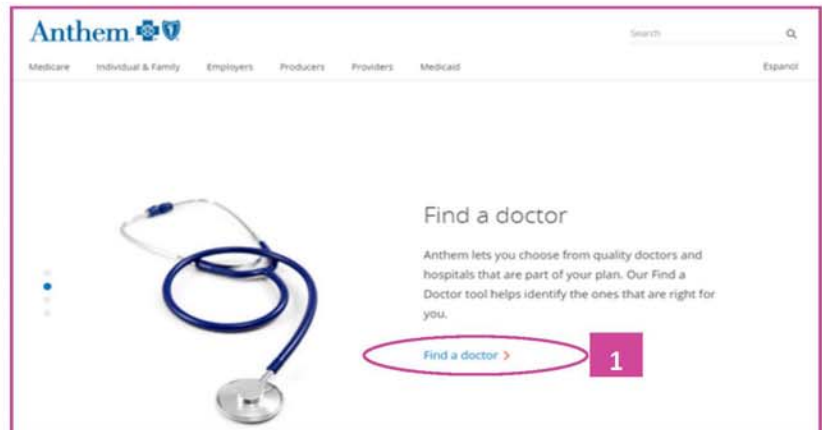 Anthem
Search
Medicare Individual & Family Employers Producers Providers Medicaid Espanol
Find a doctor
Anthem lets you choose from quality doctors and
hospitals that are part of your plan. Our Find a
Doctor tool helps identify the ones that are right for
you.
Find a doctor >
1